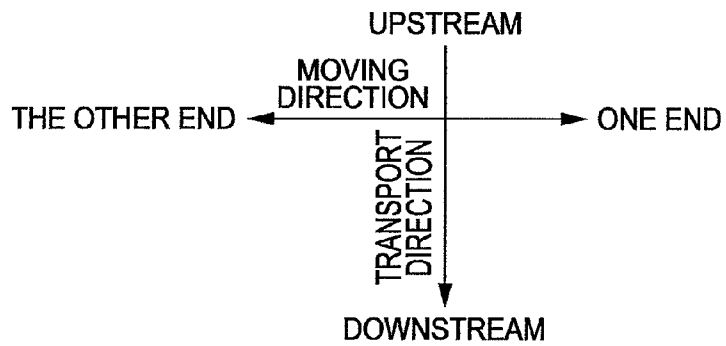 UPSTREAM
MOVING
DIRECTION
THE OTHER END
ONE END
TRANSPORT
DIRECTION
DOWNSTREAM